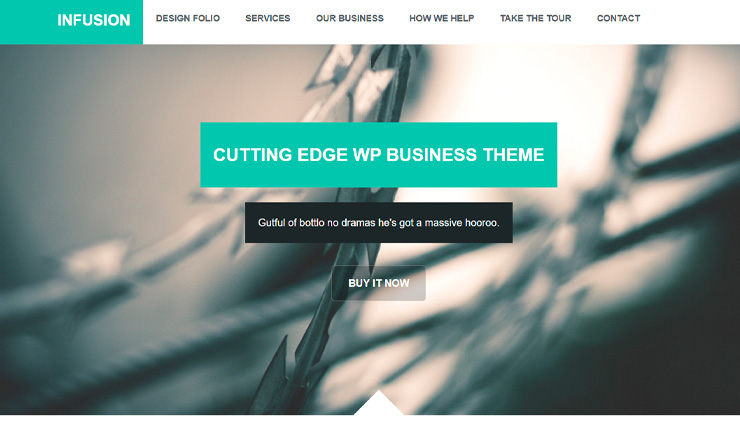 INFUSION
DESIGN FOLIO SERVICES OUR BUSINESS HOW WE HELP TAKE THE TOUR CONTACT
CUTTING EDGE WP BUSINESS THEME
Gutful of bottlo no dramas he's got a massive hooroo.
BUY IT NOW